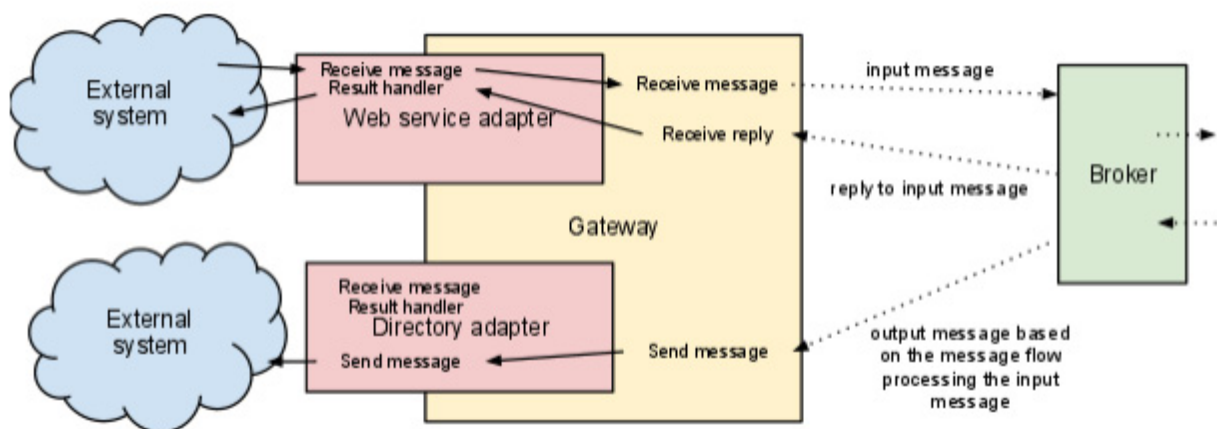 External
system
Receive message
Result handler
Web service adapter
Receive message
Receive reply
input message
reply to input message
Broker
Gateway
External
system
Receive message
Result handler
Directory adapter
Send message
Send message
output message based
on the message flow
processing the input
message